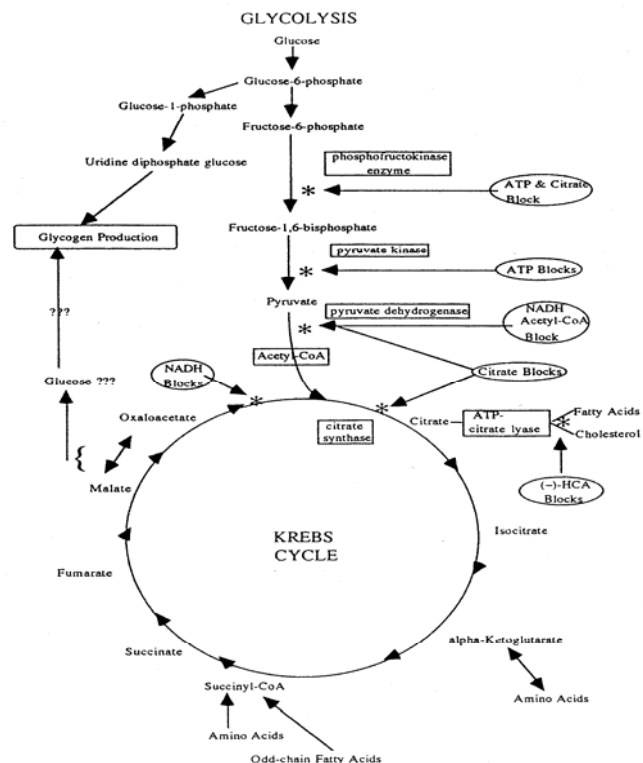 GLYCOLYSIS
Glucose
Glucose-6-phosphate
Glucose-1-phosphate
Fructose-6-phosphate
Uridine diphosphate glucose
phosphofructokinase
enzyme
*
ATP & Citrate
Block
Glycogen Production
Fructose-1,6-bisphosphate
pyruvate kinase
*
ATP Blocks
???
Pyruvate
pyruvate dehydrogenase
*
NADH
Acetyl-CoA
Block
Acetyl-CoA
NADH
Blocks
Citrate Blocks
Glucose ???
*
*
Oxaloacetate
citrate
synthase
Citrate
ATP-
citrate lyase
*
Fatty Acids
Cholesterol
{
Malate
(-)-HCA
Blocks
KREBS
CYCLE
Isocitrate
Fumarate
alpha-Ketoglutarate
Succinate
Succinyl-CoA
Amino Acids
Amino Acids
Odd-chain Fatty Acids